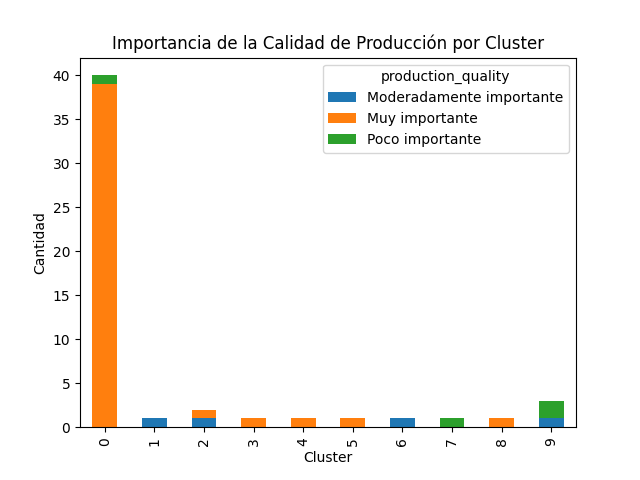 Importancia de la Calidad de Producción por Cluster
production_quality
Moderadamente importante
Muy importante
Poco importante
40
35
30
25
20
15
10
5
0
Cantidad
0 1 2 3 4 5 6 7 8 9
Cluster